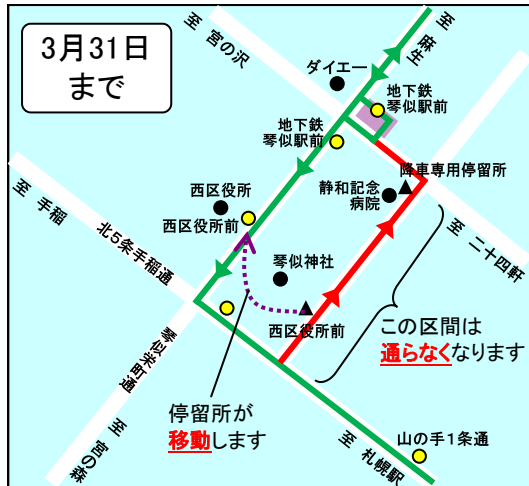 3月31日
まで
至 宮の沢
至 麻生
ダイエー
地下鉄
琴似駅前
地下鉄
琴似駅前
降車専用停留所
静和記念
病院
西区役所
西区役所前
至 手稲
北5条手稲通
至 二十四軒
琴似神社
西区役所前
この区間は
通らなくなります
琴似栄町通
至 宮の森
停留所が
移動します
山の手1条通
至 札幌駅